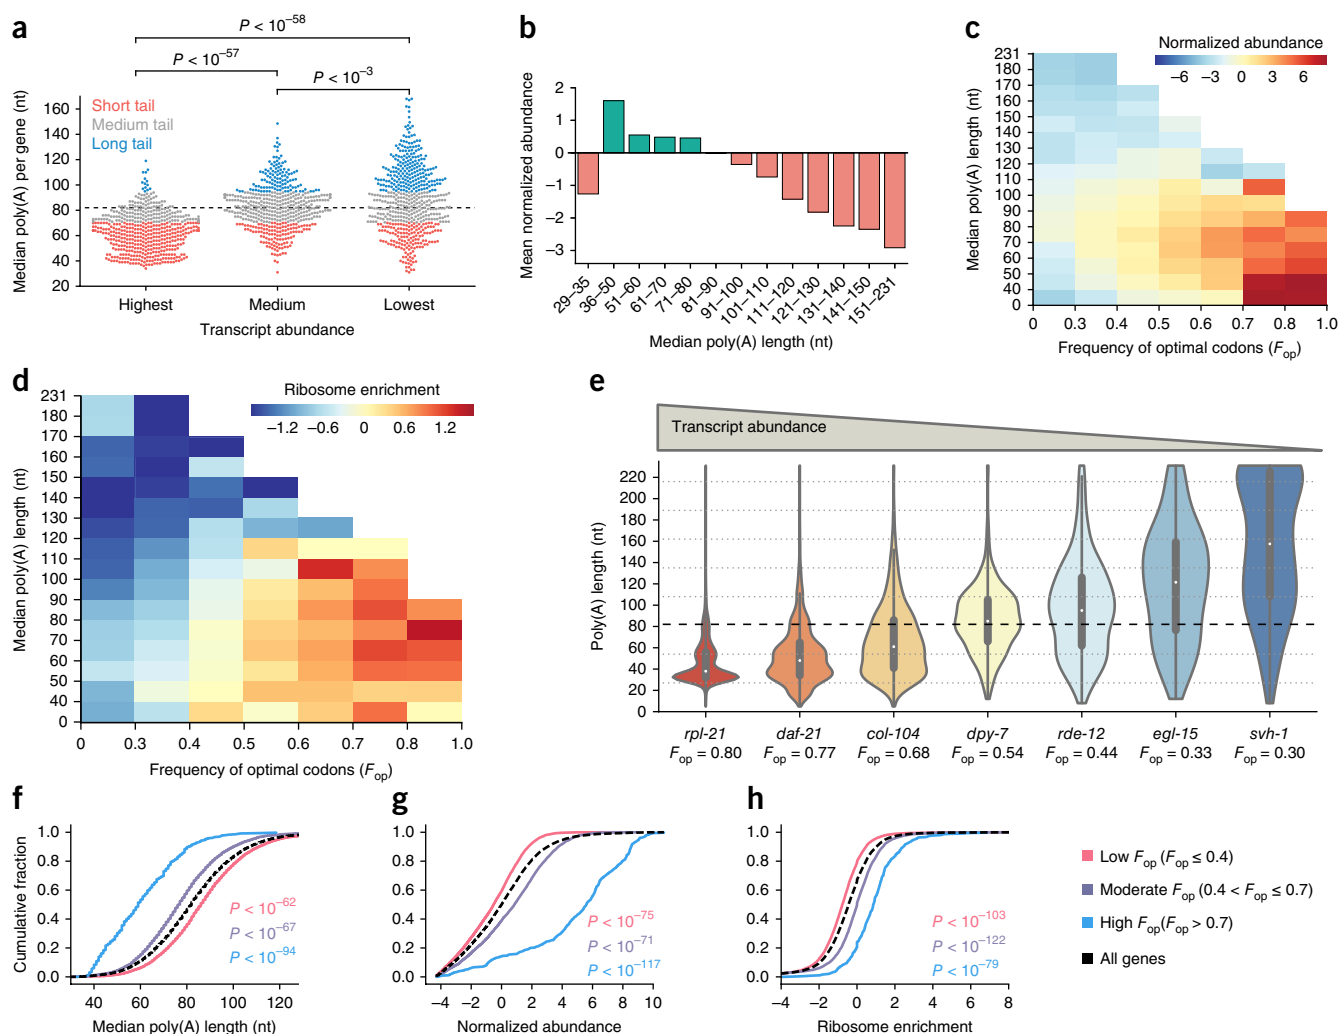 a
P < 10⁻⁵⁸
P < 10⁻⁵⁷
P < 10⁻³
Median poly(A) per gene (nt)
160
140
120
100
80
60
40
20
Short tail
Medium tail
Long tail
Highest
Medium
Lowest
Transcript abundance
b
Mean normalized abundance
2
1
0
−1
−2
−3
29–35
36–50
51–60
61–70
71–80
81–90
91–100
101–110
111–120
121–130
131–140
141–150
151–231
Median poly(A) length (nt)
c
Normalized abundance
−6 −3 0 3 6
Median poly(A) length (nt)
231
180
170
160
150
140
130
120
110
100
90
80
70
60
50
40
0
0 0.3 0.4 0.5 0.6 0.7 0.8 1.0
Frequency of optimal codons (Fop)
d
Ribosome enrichment
−1.2 −0.6 0 0.6 1.2
Median poly(A) length (nt)
231
180
170
160
150
140
130
120
110
100
90
80
70
60
50
40
0
0 0.3 0.4 0.5 0.6 0.7 0.8 1.0
Frequency of optimal codons (Fop)
e
Transcript abundance
Poly(A) length (nt)
220
200
180
160
140
120
100
80
60
40
20
0
rpl-21 daf-21 col-104 dpy-7 rde-12 egl-15 svh-1
Fop = 0.80 Fop = 0.77 Fop = 0.68 Fop = 0.54 Fop = 0.44 Fop = 0.33 Fop = 0.30
f
Cumulative fraction
1.0
0.8
0.6
0.4
0.2
0.0
P < 10⁻⁶²
P < 10⁻⁶⁷
P < 10⁻⁹⁴
40 60 80 100 120
Median poly(A) length (nt)
g
1.0
0.8
0.6
0.4
0.2
0.0
P < 10⁻⁷⁵
P < 10⁻⁷¹
P < 10⁻¹¹⁷
−4 −2 0 2 4 6 8 10
Normalized abundance
h
1.0
0.8
0.6
0.4
0.2
0.0
P < 10⁻¹⁰³
P < 10⁻¹²²
P < 10⁻⁷⁹
−4 −2 0 2 4 6 8
Ribosome enrichment
Low Fop (Fop ≤ 0.4)
Moderate Fop (0.4 < Fop ≤ 0.7)
High Fop(Fop > 0.7)
All genes